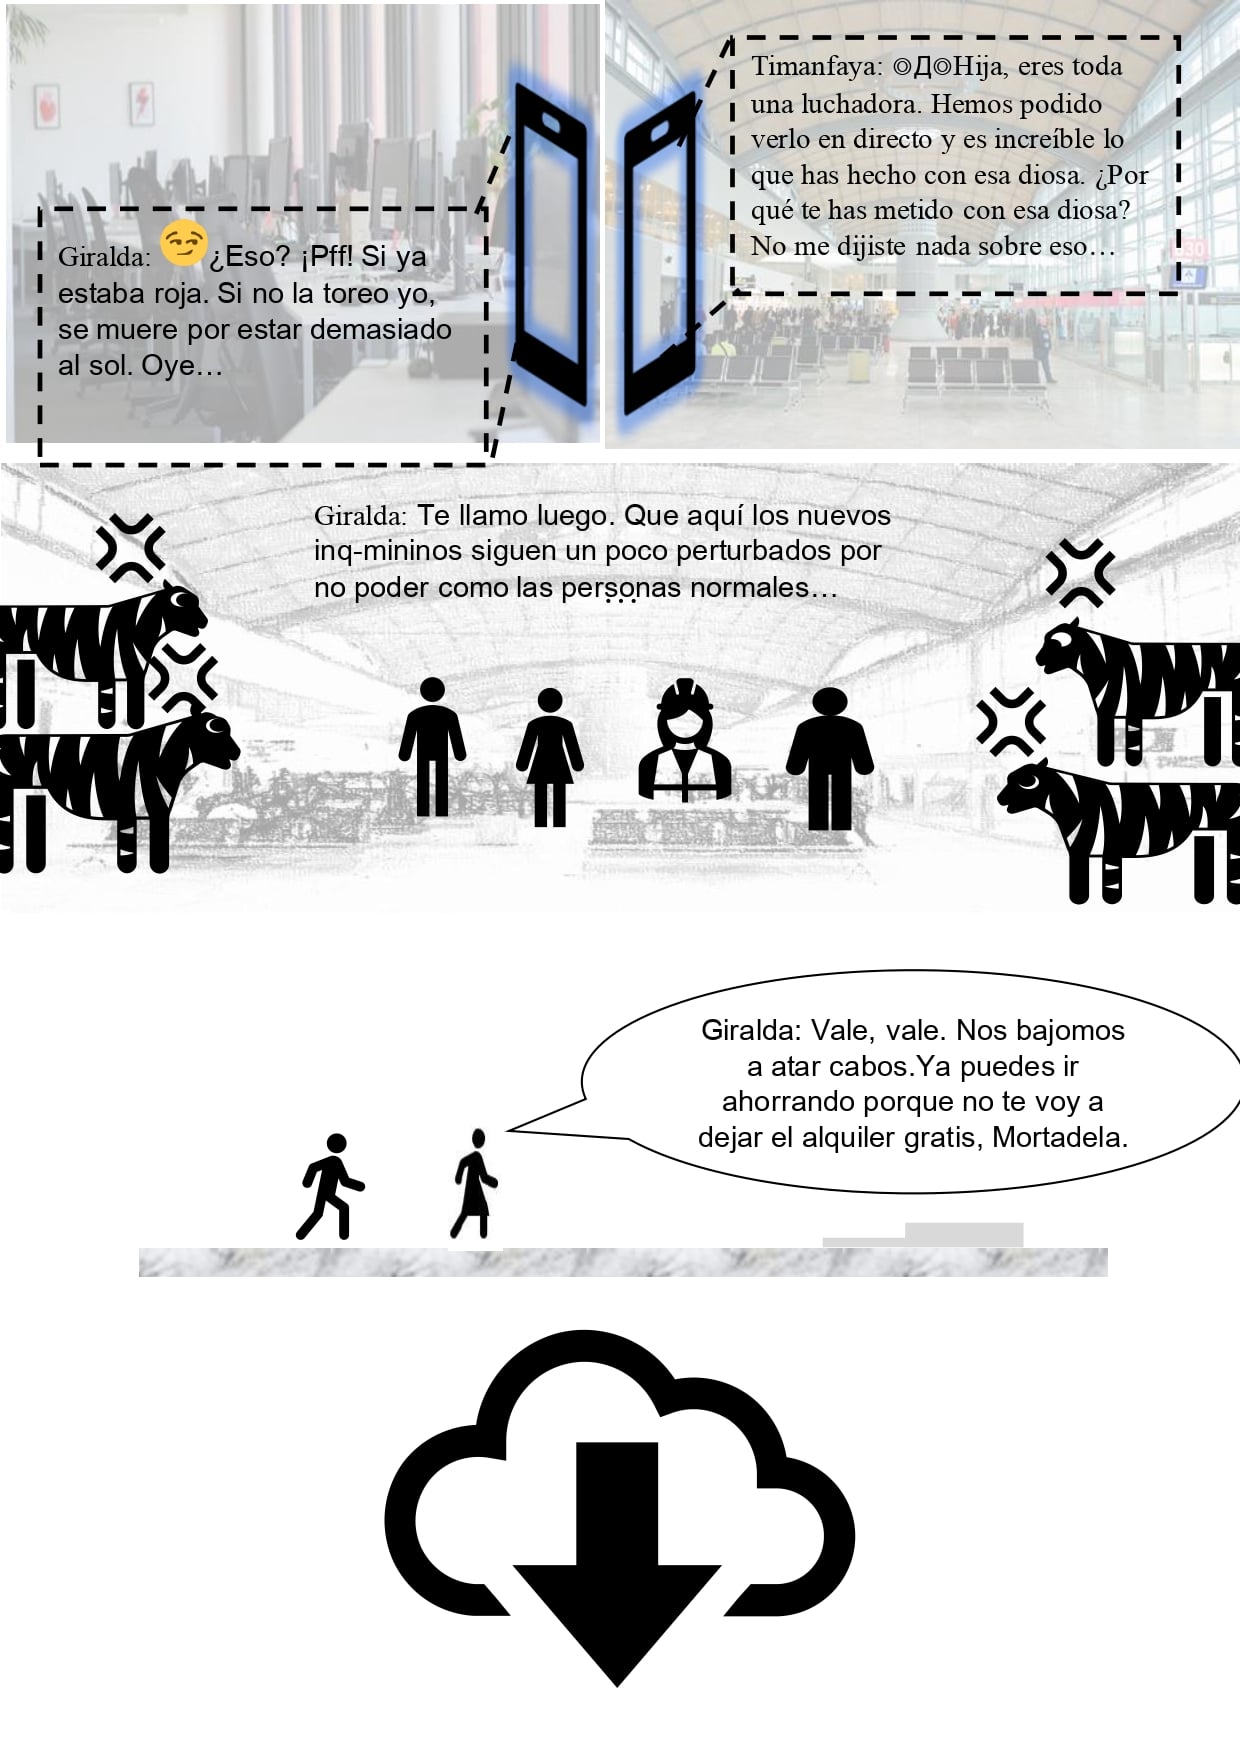 Timanfaya: ◎Д◎Hija, eres toda
una luchadora. Hemos podido
verlo en directo y es increíble lo
que has hecho con esa diosa. ¿Por
qué te has metido con esa diosa?
No me dijiste nada sobre eso…
Giralda: 😏¿Eso? ¡Pff! Si ya
estaba roja. Si no la toreo yo,
se muere por estar demasiado
al sol. Oye…
Giralda: Te llamo luego. Que aquí los nuevos
inq-mininos siguen un poco perturbados por
no poder como las personas normales…
…
Giralda: Vale, vale. Nos bajomos
a atar cabos.Ya puedes ir
ahorrando porque no te voy a
dejar el alquiler gratis, Mortadela.